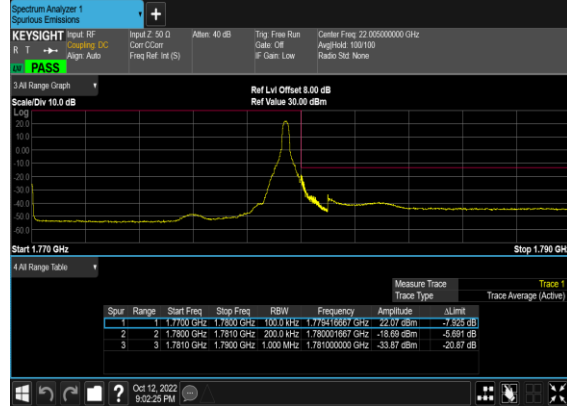 Spectrum Analyzer 1
Spurious Emissions
+
KEYSIGHT Input: RF Input Z: 50 Ω Atten: 40 dB Trig: Free Run Center Freq: 22.005000000 GHz
R T Coupling: DC Corr CCorr Gate: Off Avg|Hold: 100/100
Align: Auto Freq Ref: Int (S) IF Gain: Low Radio Std: None
PASS
3 All Range Graph
Ref Lvl Offset 8.00 dB
Scale/Div 10.0 dB Ref Value 30.00 dBm
Log
20.0
10.0
0.00
-10.0
-20.0
-30.0
-40.0
-50.0
-60.0
Start 1.770 GHz Stop 1.790 GH
4 All Range Table
Measure Trace Trace 1
Trace Type Trace Average (Active)
Spur Range Start Freq Stop Freq RBW Frequency Amplitude ΔLimit
1 1 1.7700 GHz 1.7800 GHz 100.0 kHz 1.779416667 GHz 22.07 dBm -7.925 dB
2 2 1.7800 GHz 1.7810 GHz 200.0 kHz 1.780001667 GHz -18.69 dBm -5.691 dB
3 3 1.7810 GHz 1.7900 GHz 1.000 MHz 1.781000000 GHz -33.87 dBm -20.87 dB
? Oct 12, 2022
9:02:25 PM